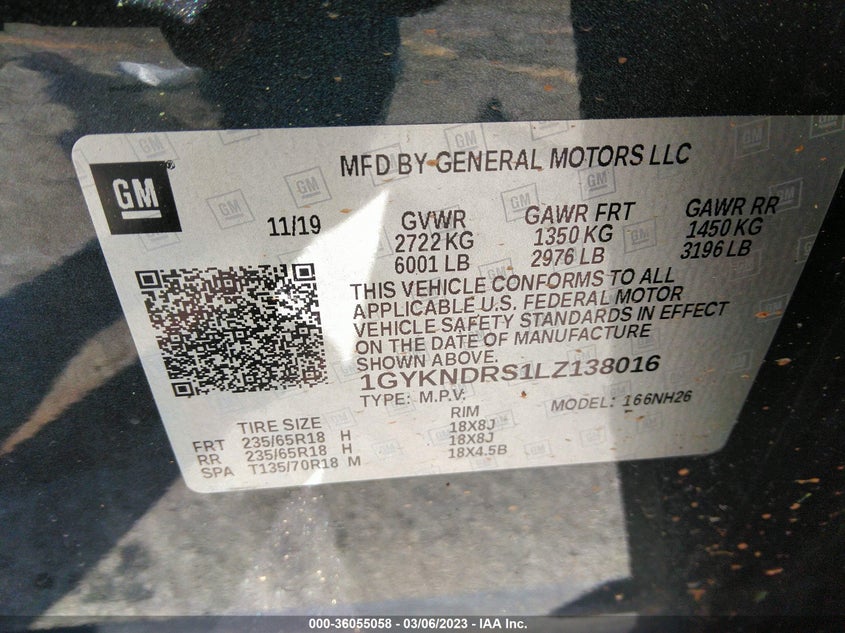 MFD BY GENERAL MOTORS LLC
GM
11/19
GVWR GAWR FRT GAWR RR
2722 KG 1350 KG 1450 KG
6001 LB 2976 LB 3196 LB
THIS VEHICLE CONFORMS TO ALL
APPLICABLE U.S. FEDERAL MOTOR
VEHICLE SAFETY STANDARDS IN EFFECT
ON THE DATE OF MANUFACTURE
SHOWN ABOVE.
1GYKNDRS1LZ138016
TYPE: M.P.V. MODEL: 166NH26
TIRE SIZE RIM
FRT 235/65R18 H 18X8J
RR 235/65R18 H 18X8J
SPA T135/70R18 M 18X4.5B
000-36055058 - 03/06/2023 - © IAA Inc.